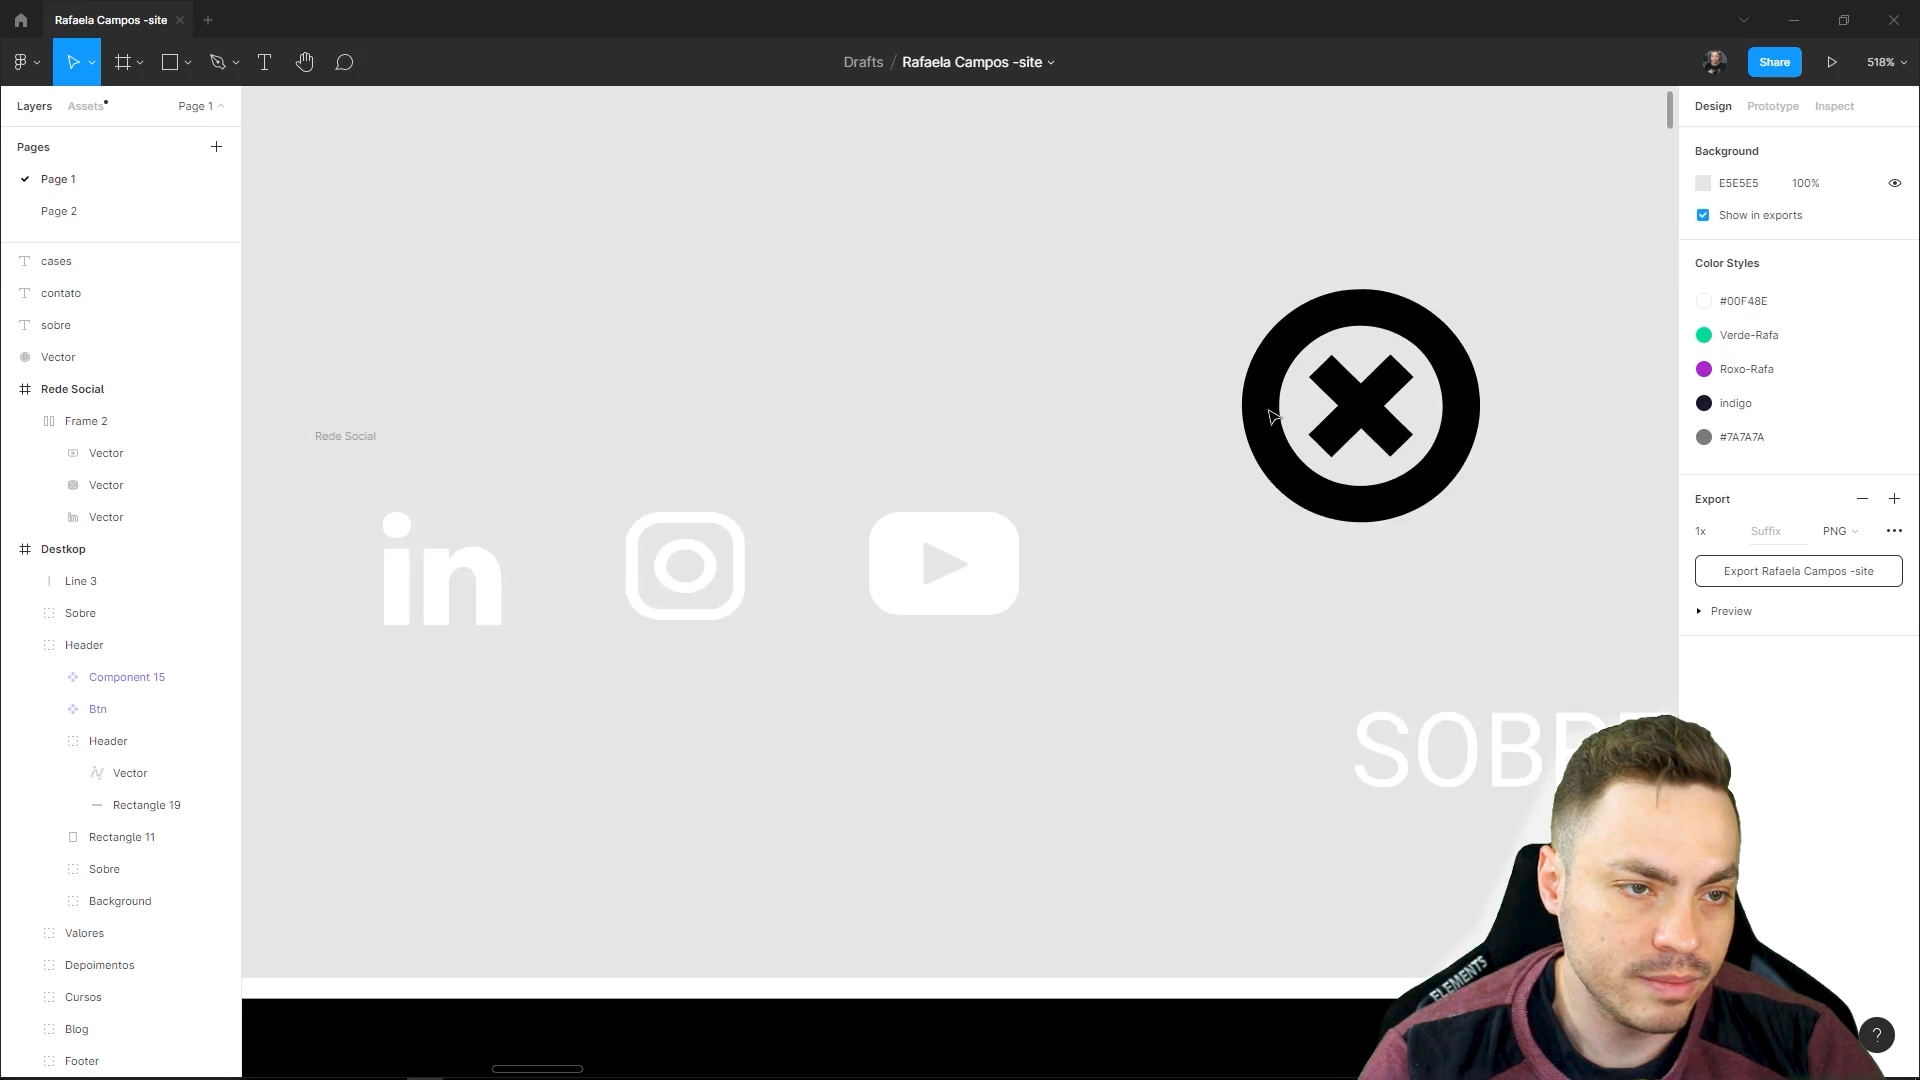 Rafaela Campos -site
Drafts / Rafaela Campos -site
Share
518%
Layers
Assets
Page 1
Pages
Page 1
Page 2
cases
contato
sobre
Vector
Rede Social
Frame 2
Vector
Vector
Vector
Destkop
Line 3
Sobre
Header
Component 15
Btn
Header
Vector
Rectangle 19
Rectangle 11
Sobre
Background
Valores
Depoimentos
Cursos
Blog
Footer
Rede Social
in
ELEMENTS
Design
Prototype
Inspect
Background
E5E5E5
100%
Show in exports
Color Styles
#00F48E
Verde-Rafa
Roxo-Rafa
indigo
#7A7A7A
Export
1x
Suffix
PNG
Export Rafaela Campos -site
Preview
?